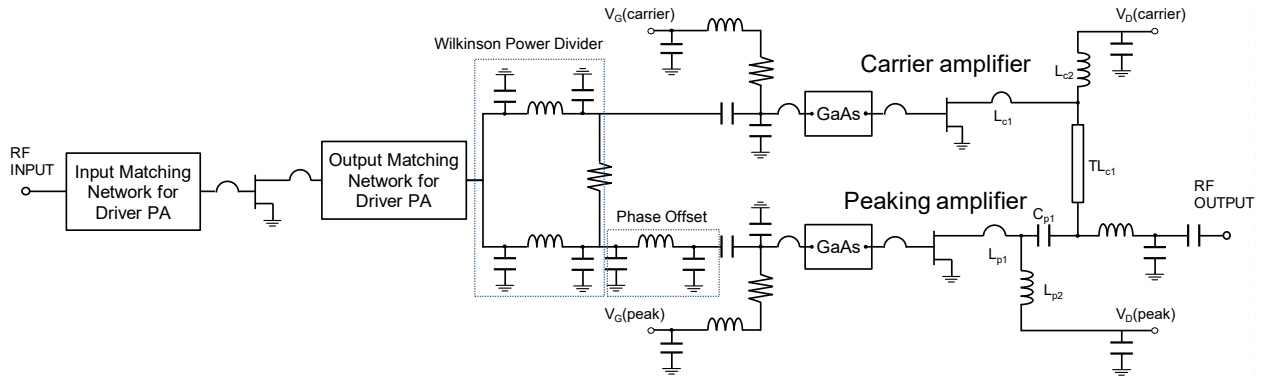 V_G(carrier)
V_D(carrier)
Wilkinson Power Divider
Carrier amplifier
L_c2
GaAs
L_c1
RF
INPUT
Input Matching
Network for
Driver PA
Output Matching
Network for
Driver PA
TL_c1
RF
OUTPUT
Phase Offset
Peaking amplifier
C_p1
GaAs
L_p1
L_p2
V_G(peak)
V_D(peak)